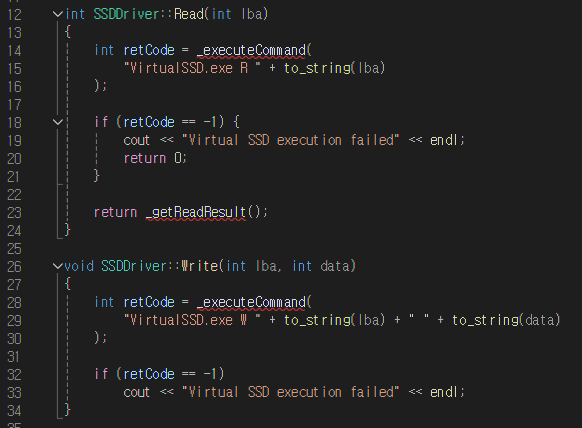 12 int SSDDriver::Read(int lba)
13 {
14 int retCode = _executeCommand(
15 "VirtualSSD.exe R " + to_string(lba)
16 );
17
18 if (retCode == -1) {
19 cout << "Virtual SSD execution failed" << endl;
20 return 0;
21 }
22
23 return _getReadResult();
24 }
25
26 void SSDDriver::Write(int lba, int data)
27 {
28 int retCode = _executeCommand(
29 "VirtualSSD.exe W " + to_string(lba) + " " + to_string(data)
30 );
31
32 if (retCode == -1)
33 cout << "Virtual SSD execution failed" << endl;
34 }